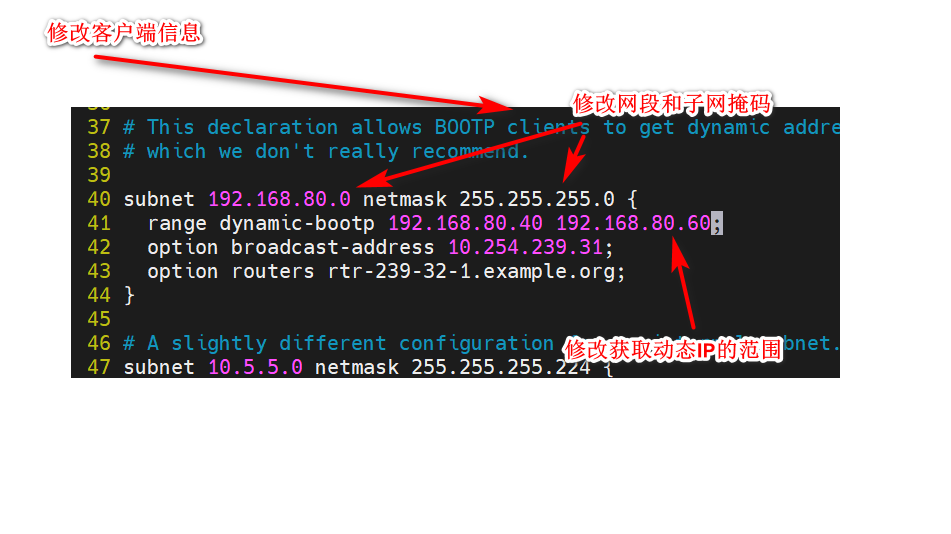 修改客户端信息
修改网段和子网掩码
37 # This declaration allows BOOTP clients to get dynamic addre
38 # which we don't really recommend.
39
40 subnet 192.168.80.0 netmask 255.255.255.0 {
41 range dynamic-bootp 192.168.80.40 192.168.80.60;
42 option broadcast-address 10.254.239.31;
43 option routers rtr-239-32-1.example.org;
44 }
45
46 # A slightly different configuration bnet.
修改获取动态IP的范围
47 subnet 10.5.5.0 netmask 255.255.255.224 {